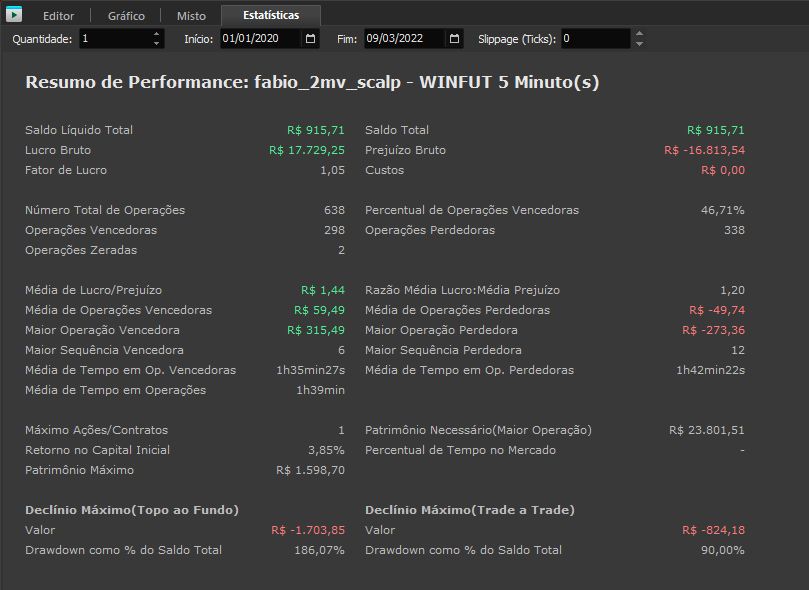 Editor Gráfico Misto Estatísticas
Quantidade: 1 Início: 01/01/2020 Fim: 09/03/2022 Slippage (Ticks): 0
Resumo de Performance: fabio_2mv_scalp - WINFUT 5 Minuto(s)
Saldo Líquido Total R$ 915,71 Saldo Total R$ 915,71
Lucro Bruto R$ 17.729,25 Prejuízo Bruto R$ -16.813,54
Fator de Lucro 1,05 Custos R$ 0,00
Número Total de Operações 638 Percentual de Operações Vencedoras 46,71%
Operações Vencedoras 298 Operações Perdedoras 338
Operações Zeradas 2
Média de Lucro/Prejuízo R$ 1,44 Razão Média Lucro:Média Prejuízo 1,20
Média de Operações Vencedoras R$ 59,49 Média de Operações Perdedoras R$ -49,74
Maior Operação Vencedora R$ 315,49 Maior Operação Perdedora R$ -273,36
Maior Sequência Vencedora 6 Maior Sequência Perdedora 12
Média de Tempo em Op. Vencedoras 1h35min27s Média de Tempo em Op. Perdedoras 1h42min22s
Média de Tempo em Operações 1h39min
Máximo Ações/Contratos 1 Patrimônio Necessário(Maior Operação) R$ 23.801,51
Retorno no Capital Inicial 3,85% Percentual de Tempo no Mercado -
Patrimônio Máximo R$ 1.598,70
Declínio Máximo(Topo ao Fundo) Declínio Máximo(Trade a Trade)
Valor R$ -1.703,85 Valor R$ -824,18
Drawdown como % do Saldo Total 186,07% Drawdown como % do Saldo Total 90,00%